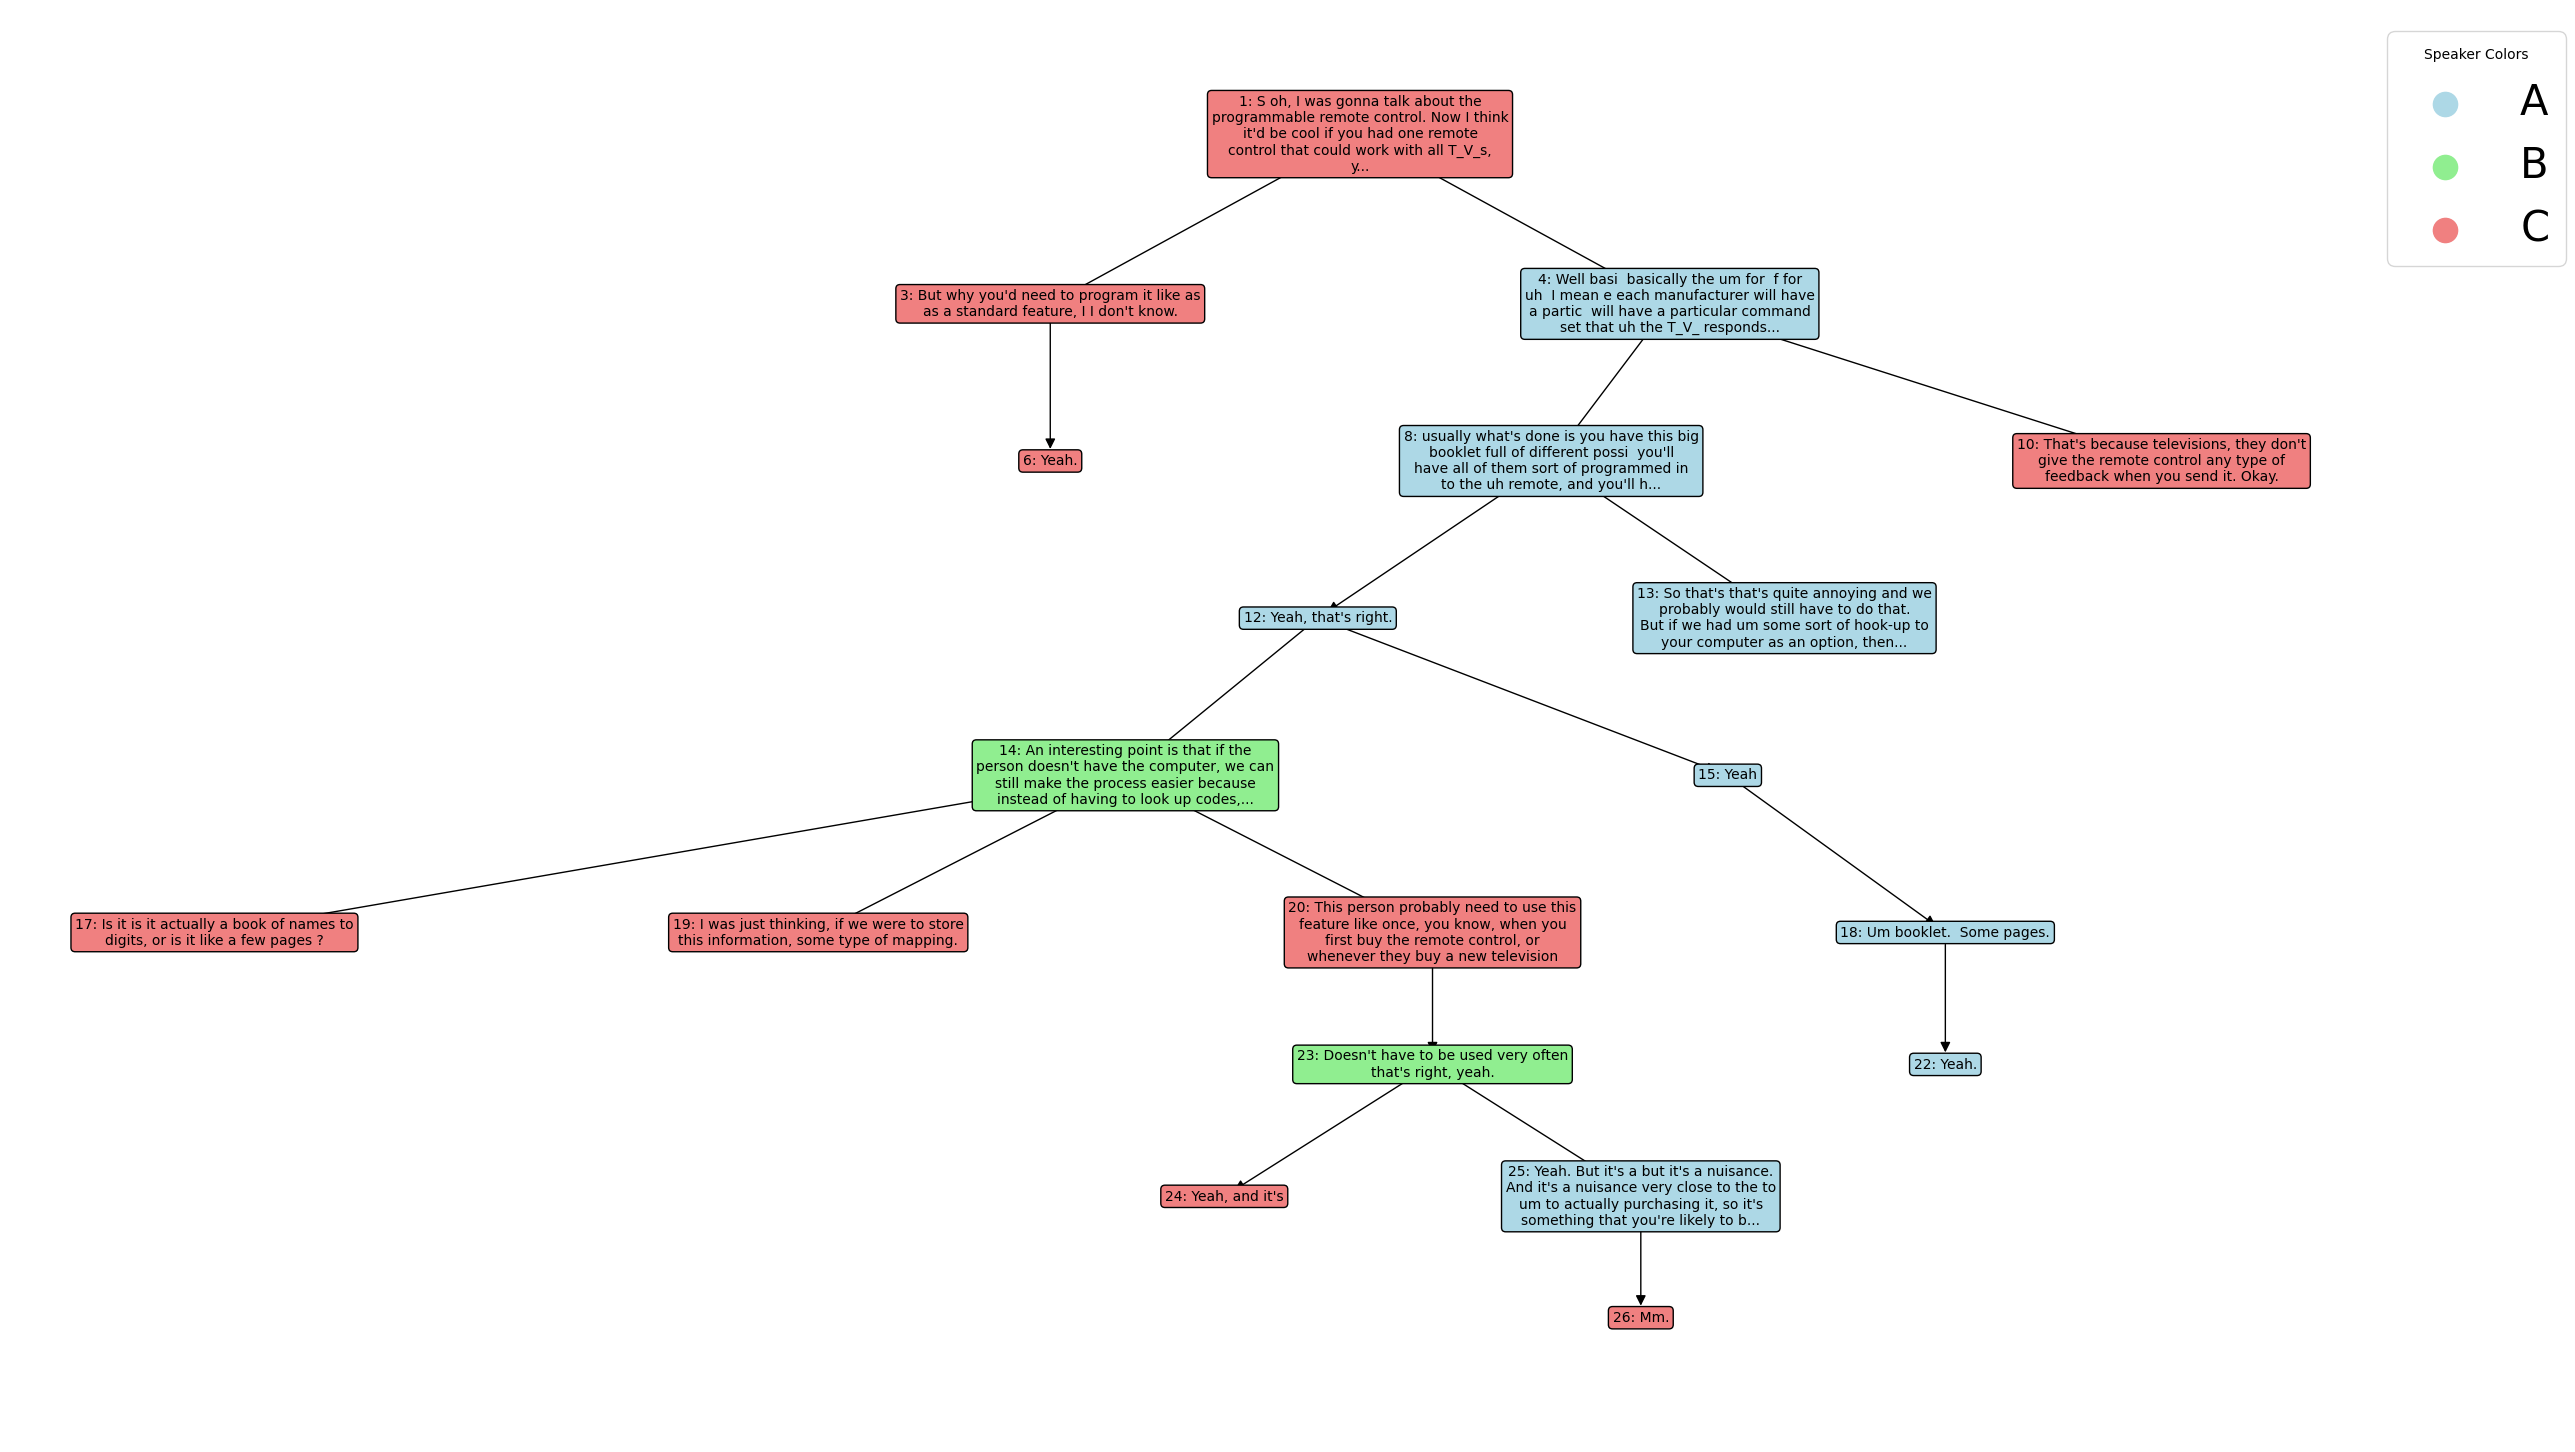 Speaker Colors
A
B
C
1: S oh, I was gonna talk about the
programmable remote control. Now I think
it'd be cool if you had one remote
control that could work with all T_V_s,
y...
3: But why you'd need to program it like as
as a standard feature, I I don't know.
4: Well basi  basically the um for  f for
uh  I mean e each manufacturer will have
a partic  will have a particular command
set that uh the T_V_ responds...
6: Yeah.
8: usually what's done is you have this big
booklet full of different possi  you'll
have all of them sort of programmed in
to the uh remote, and you'll h...
10: That's because televisions, they don't
give the remote control any type of
feedback when you send it. Okay.
12: Yeah, that's right.
13: So that's that's quite annoying and we
probably would still have to do that.
But if we had um some sort of hook-up to
your computer as an option, then...
14: An interesting point is that if the
person doesn't have the computer, we can
still make the process easier because
instead of having to look up codes,...
15: Yeah
17: Is it is it actually a book of names to
digits, or is it like a few pages ?
19: I was just thinking, if we were to store
this information, some type of mapping.
20: This person probably need to use this
feature like once, you know, when you
first buy the remote control, or
whenever they buy a new television
18: Um booklet.  Some pages.
23: Doesn't have to be used very often
that's right, yeah.
22: Yeah.
24: Yeah, and it's
25: Yeah. But it's a but it's a nuisance.
And it's a nuisance very close to the to
um to actually purchasing it, so it's
something that you're likely to b...
26: Mm.